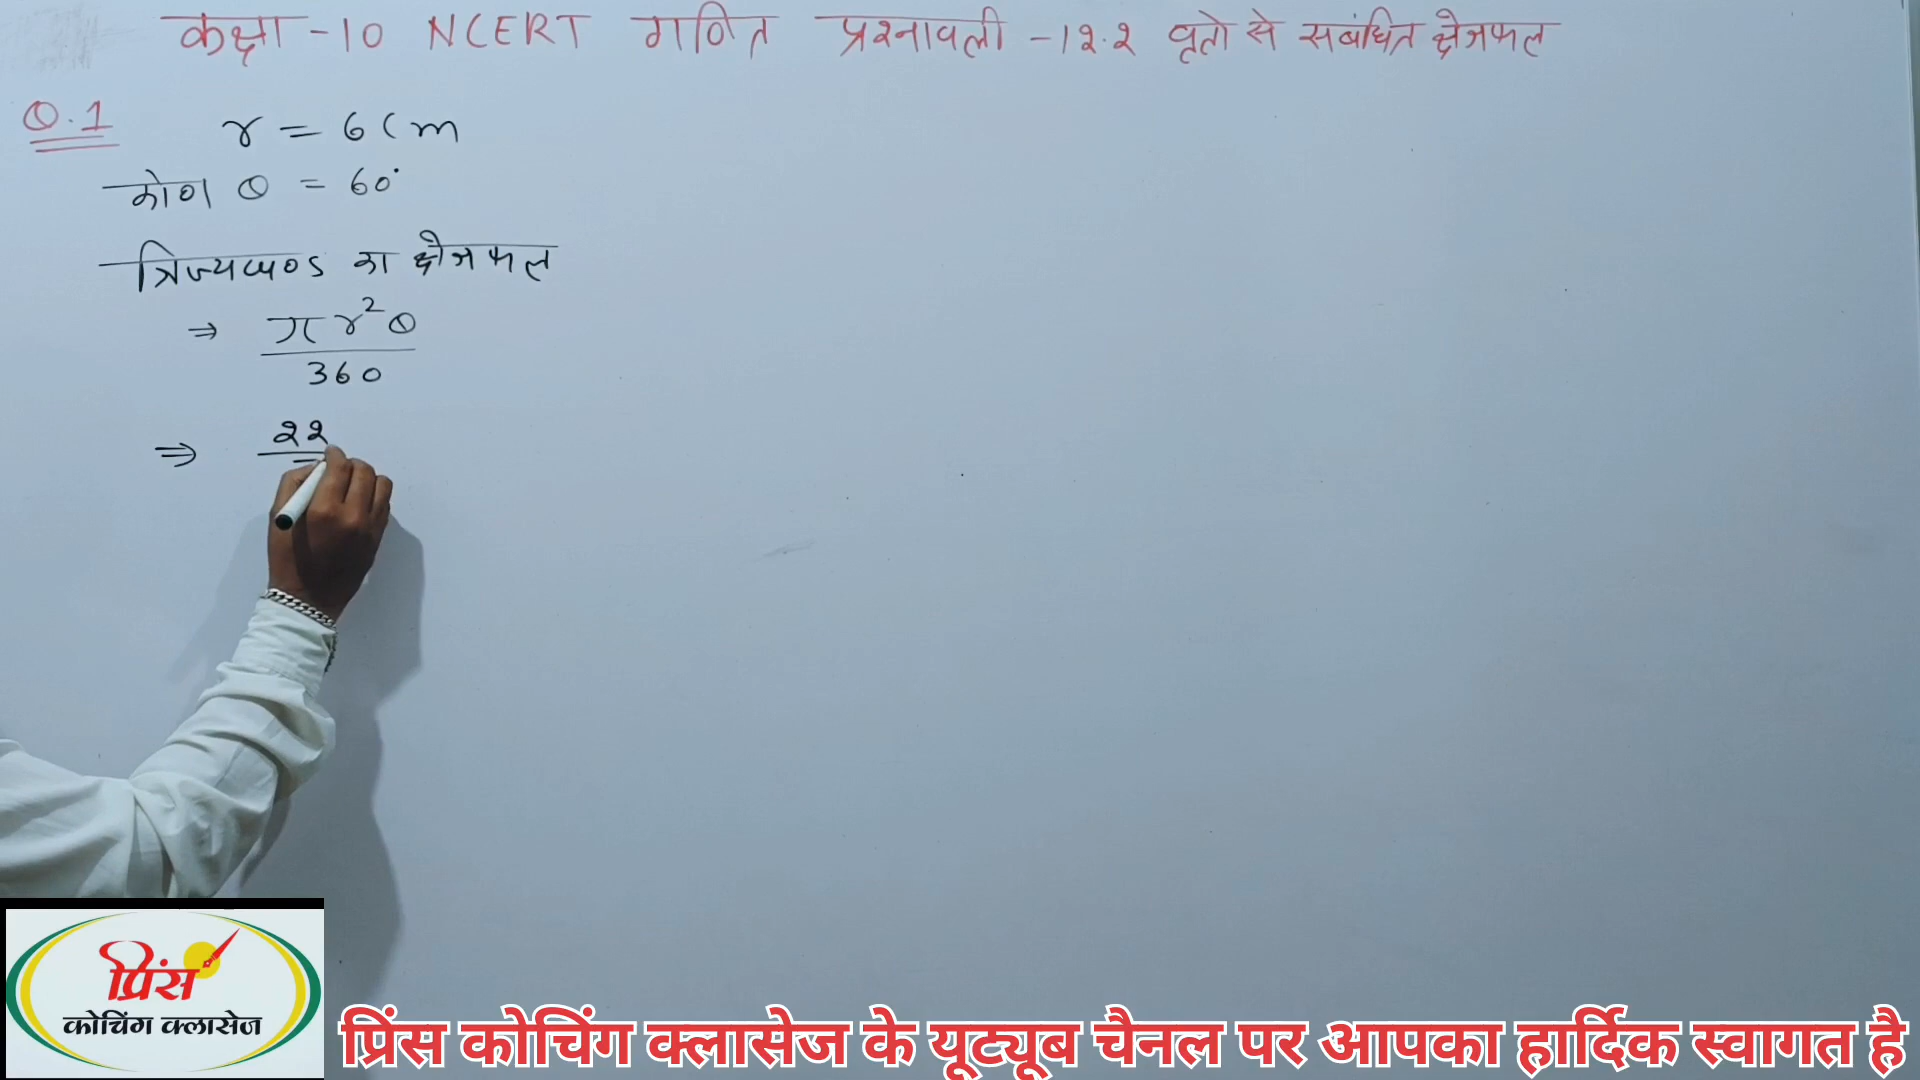 कक्षा -10 NCERT गणित प्रश्नावली -12.2 वृतो से सबंधित क्षेत्रफल
Q.1
r = 6 cm
कोण θ = 60°
त्रिज्यखण्ड का क्षेत्रफल
⇒ πr²θ
360
⇒ 22
प्रिंस
कोचिंग क्लासेज
प्रिंस कोचिंग क्लासेज के यूट्यूब चैनल पर आपका हार्दिक स्वागत है